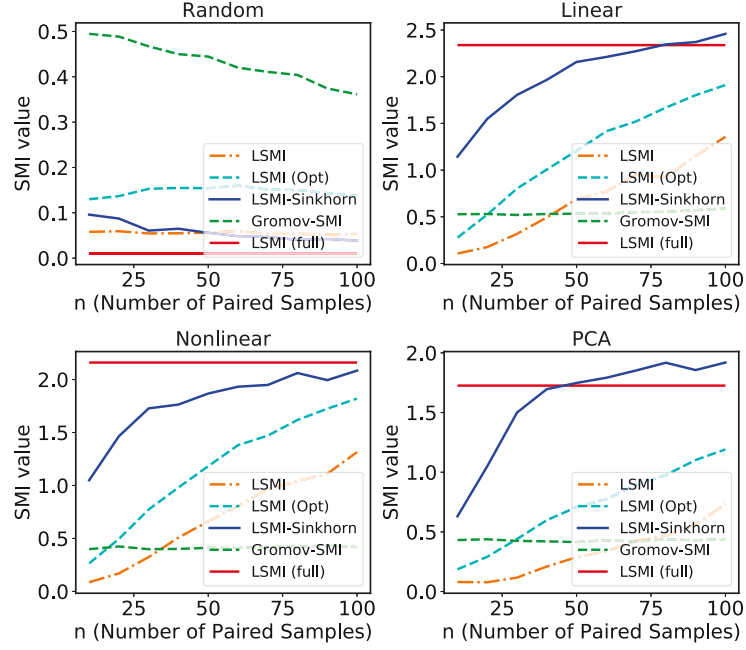 Random
SMI value
0.5
0.4
0.3
0.2
0.1
0.0
LSMI
LSMI (Opt)
LSMI-Sinkhorn
Gromov-SMI
LSMI (full)
25
50
75
100
n (Number of Paired Samples)
Linear
SMI value
2.5
2.0
1.5
1.0
0.5
0.0
LSMI
LSMI (Opt)
LSMI-Sinkhorn
Gromov-SMI
LSMI (full)
25
50
75
100
n (Number of Paired Samples)
Nonlinear
SMI value
2.0
1.5
1.0
0.5
0.0
LSMI
LSMI (Opt)
LSMI-Sinkhorn
Gromov-SMI
LSMI (full)
25
50
75
100
n (Number of Paired Samples)
PCA
SMI value
2.0
1.5
1.0
0.5
0.0
LSMI
LSMI (Opt)
LSMI-Sinkhorn
Gromov-SMI
LSMI (full)
25
50
75
100
n (Number of Paired Samples)